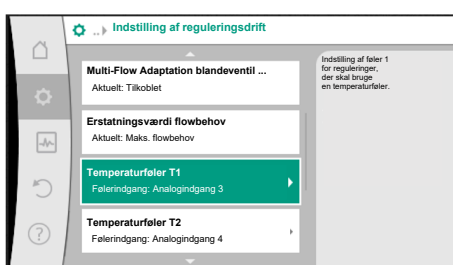 ..▸ Indstilling af reguleringsdrift
Multi-Flow Adaptation blandeventil ...
Aktuelt: Tilkoblet
Erstatningsværdi flowbehov
Aktuelt: Maks. flowbehov
Temperaturføler T1
Følerindgang: Analogindgang 3
Temperaturføler T2
Følerindgang: Analogindgang 4
Indstilling af føler 1
for reguleringer,
der skal bruge
en temperaturføler.